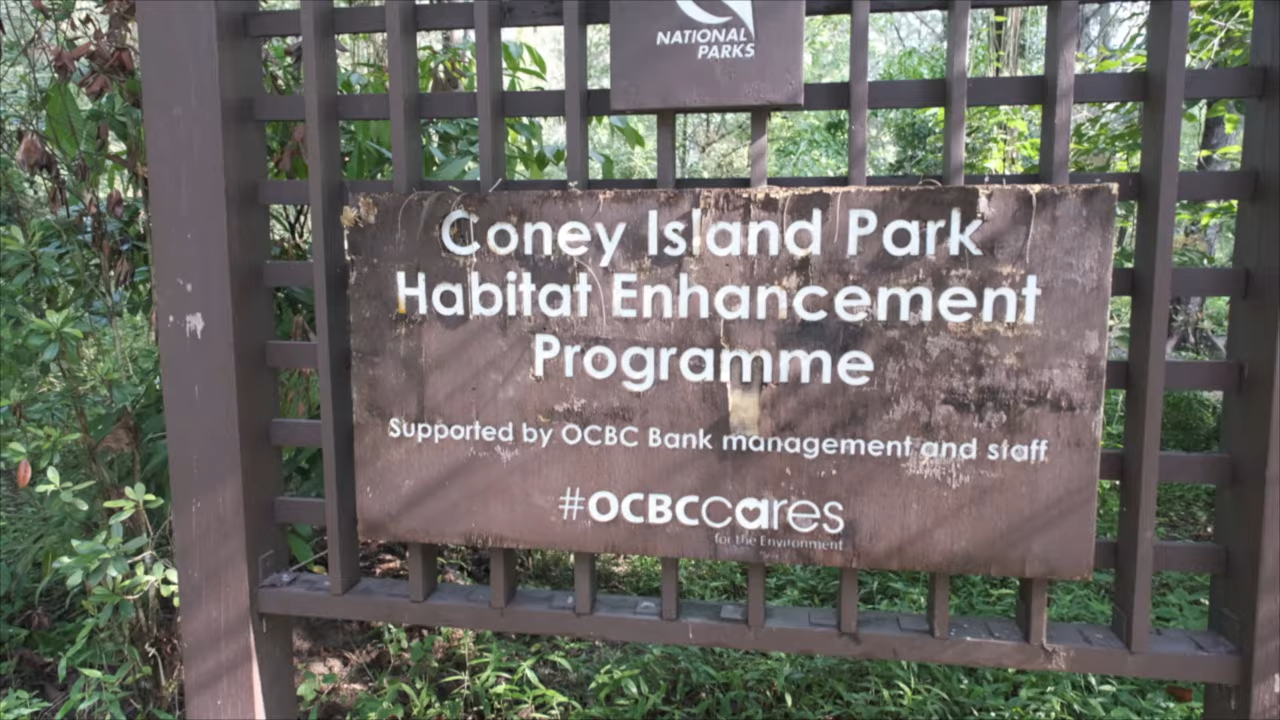 NATIONAL
PARKS
Coney Island Park
Habitat Enhancement
Programme
Supported by OCBC Bank management and staff
#OCBCcares
for the Environment